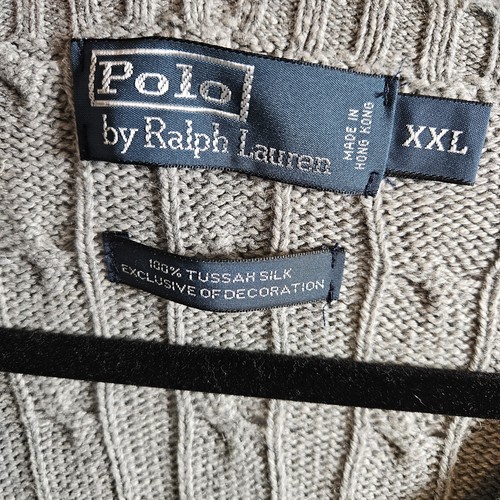 Polo
by Ralph Lauren
MADE IN
HONG KONG
XXL
100% TUSSAH SILK
EXCLUSIVE OF DECORATION